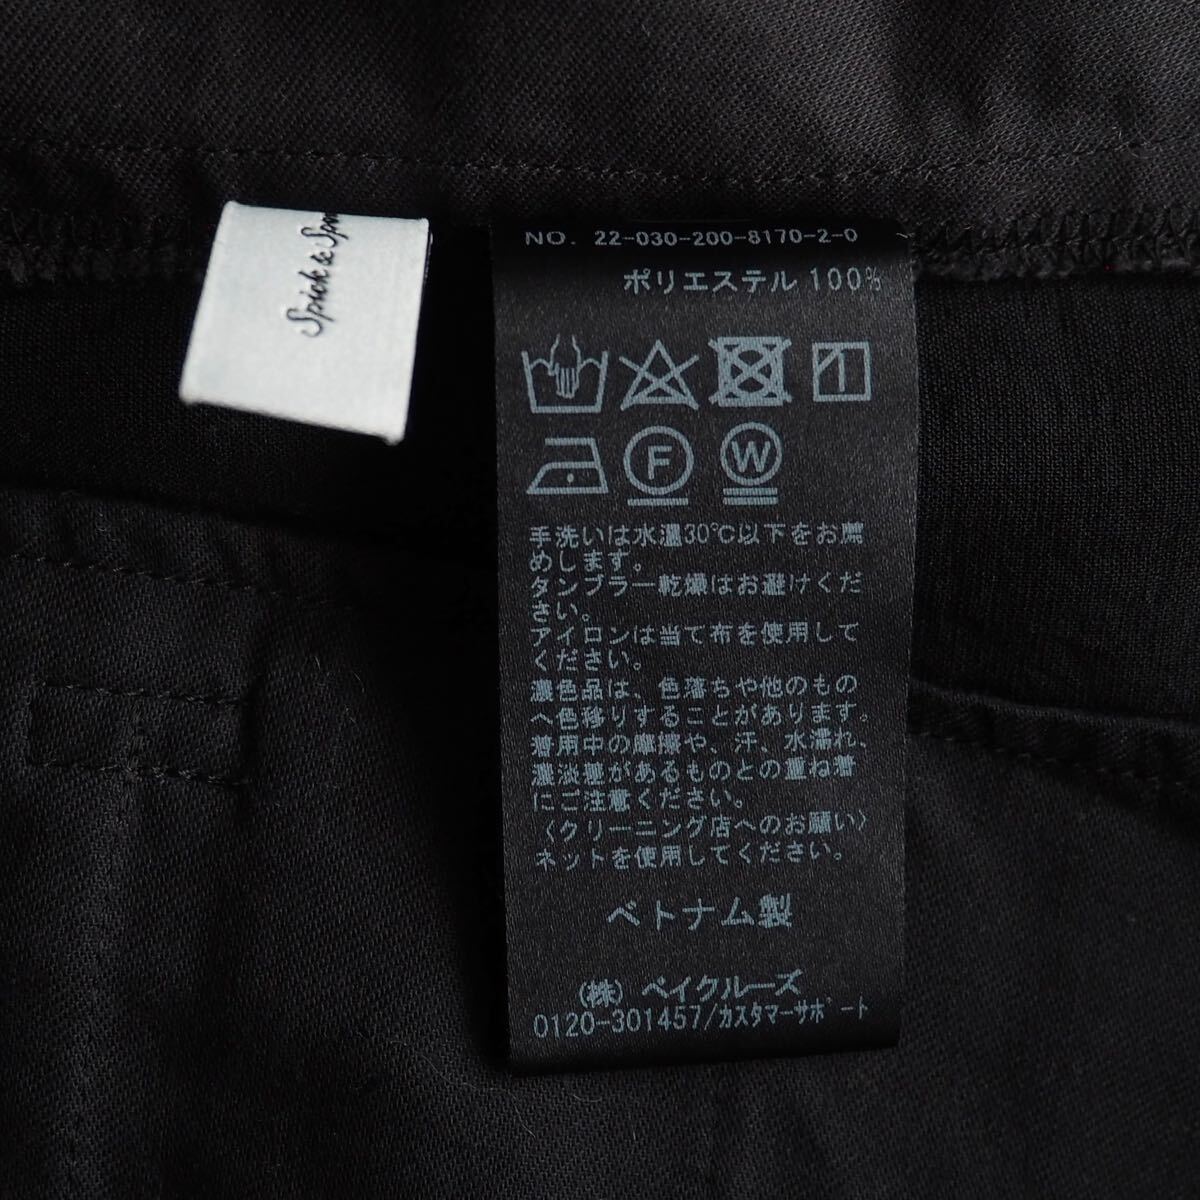 Spick & Span
NO. 22-030-200-8170-2-0
ポリエステル 100%
F W
手洗いは水温30℃以下をお薦
めします。
タンブラー乾燥はお避けくだ
さい。
アイロンは当て布を使用して
ください。
濃色品は、色落ちや他のもの
へ色移りすることがあります。
着用中の摩擦や、汗、水濡れ、
濃淡差があるものとの重ね着
にご注意ください。
〈クリーニング店へのお願い〉
ネットを使用してください。
ベトナム製
(株) ベイクルーズ
0120-301457/カスタマーサポート